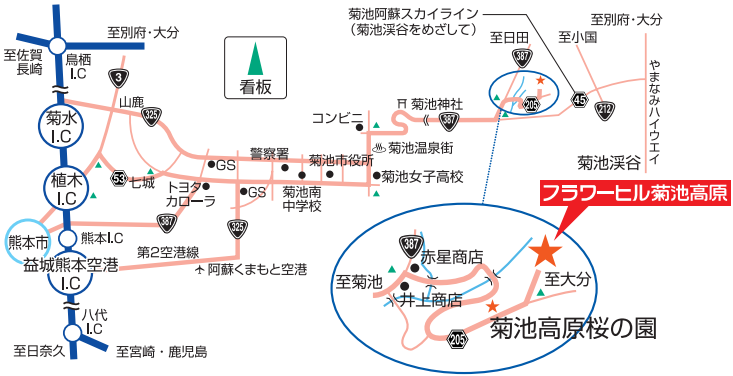 至別府・大分
至佐賀
長崎
鳥栖
I.C
3
看板
菊池阿蘇スカイライン
（菊池渓谷をめざして）
至日田
至小国
至別府・大分
387
205
45
212
やまなみハイウェイ
菊池渓谷
山鹿
325
菊水
I.C
コンビニ
菊池神社
387
菊池温泉街
警察署
菊池市役所
菊池女子高校
GS
植木
I.C
53
七城
トヨタ
カローラ
GS
菊池南
中学校
フラワーヒル菊池高原
387
325
熊本市
熊本I.C
第2空港線
益城熊本空港
I.C
阿蘇くまもと空港
八代
I.C
至日奈久
至宮崎・鹿児島
387
赤星商店
至菊池
井上商店
至大分
菊池高原桜の園
205